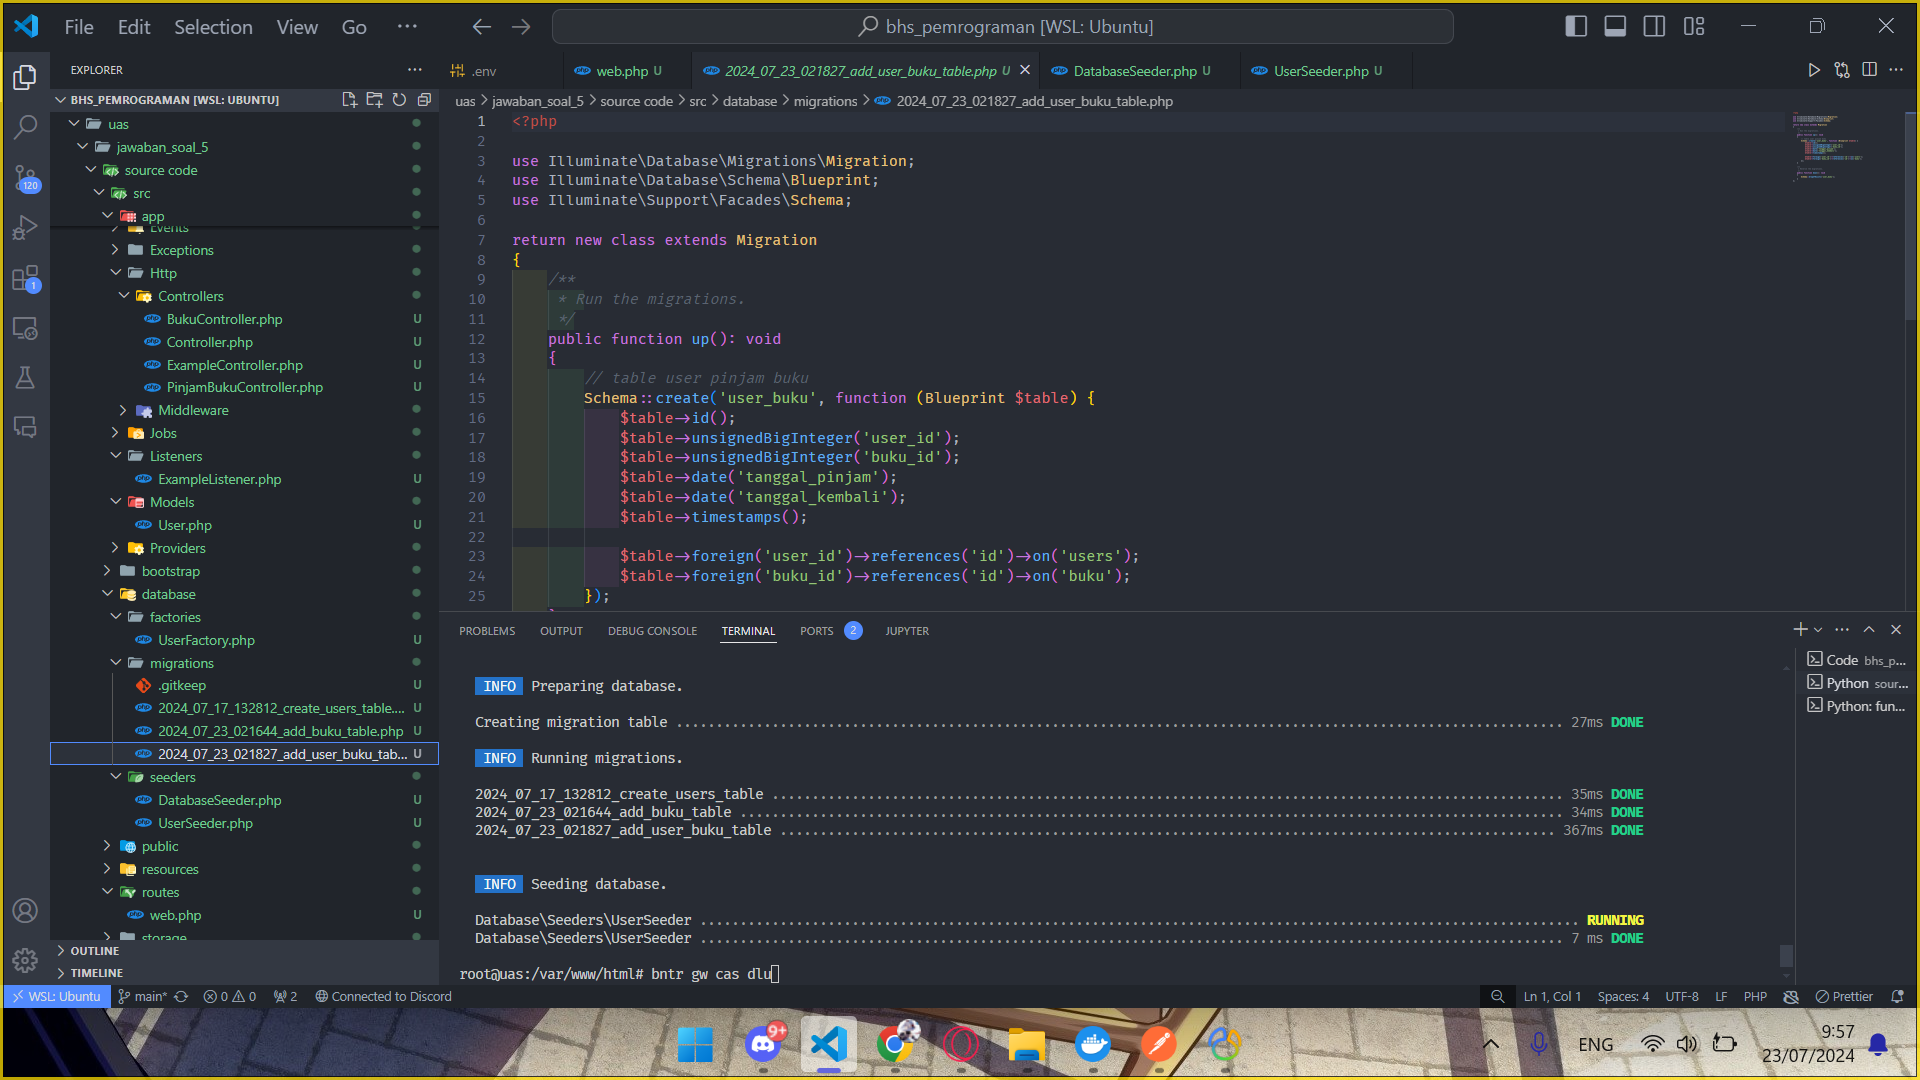 File Edit Selection View Go ··· bhs_pemrograman [WSL: Ubuntu]
EXPLORER ···
BHS_PEMROGRAMAN [WSL: UBUNTU]
uas
jawaban_soal_5
source code
src
app
Events
Exceptions
Http
Controllers
BukuController.php U
Controller.php U
ExampleController.php U
PinjamBukuController.php U
Middleware
Jobs
Listeners
ExampleListener.php U
Models
User.php U
Providers
bootstrap
database
factories
UserFactory.php U
migrations
.gitkeep U
2024_07_17_132812_create_users_table.... U
2024_07_23_021644_add_buku_table.php U
2024_07_23_021827_add_user_buku_tab... U
seeders
DatabaseSeeder.php U
UserSeeder.php U
public
resources
routes
web.php U
storage
OUTLINE
TIMELINE
120
1
.env web.php U 2024_07_23_021827_add_user_buku_table.php U DatabaseSeeder.php U UserSeeder.php U
uas > jawaban_soal_5 > source code > src > database > migrations > 2024_07_23_021827_add_user_buku_table.php
1 <?php
2
3 use Illuminate\Database\Migrations\Migration;
4 use Illuminate\Database\Schema\Blueprint;
5 use Illuminate\Support\Facades\Schema;
6
7 return new class extends Migration
8 {
9 /**
10 * Run the migrations.
11 */
12 public function up(): void
13 {
14 // table user pinjam buku
15 Schema::create('user_buku', function (Blueprint $table) {
16 $table->id();
17 $table->unsignedBigInteger('user_id');
18 $table->unsignedBigInteger('buku_id');
19 $table->date('tanggal_pinjam');
20 $table->date('tanggal_kembali');
21 $table->timestamps();
22
23 $table->foreign('user_id')->references('id')->on('users');
24 $table->foreign('buku_id')->references('id')->on('buku');
25 });
PROBLEMS OUTPUT DEBUG CONSOLE TERMINAL PORTS 2 JUPYTER
INFO Preparing database.
Creating migration table ........ 27ms DONE
INFO Running migrations.
2024_07_17_132812_create_users_table ........ 35ms DONE
2024_07_23_021644_add_buku_table ........ 34ms DONE
2024_07_23_021827_add_user_buku_table ........ 367ms DONE
INFO Seeding database.
Database\Seeders\UserSeeder ........ RUNNING
Database\Seeders\UserSeeder ........ 7 ms DONE
root@uas:/var/www/html# bntr gw cas dlu
Code bhs_p...
Python sour...
Python: fun...
WSL: Ubuntu main* 0 0 2 Connected to Discord Ln 1, Col 1 Spaces: 4 UTF-8 LF PHP Prettier
9+
ENG
9:57
23/07/2024